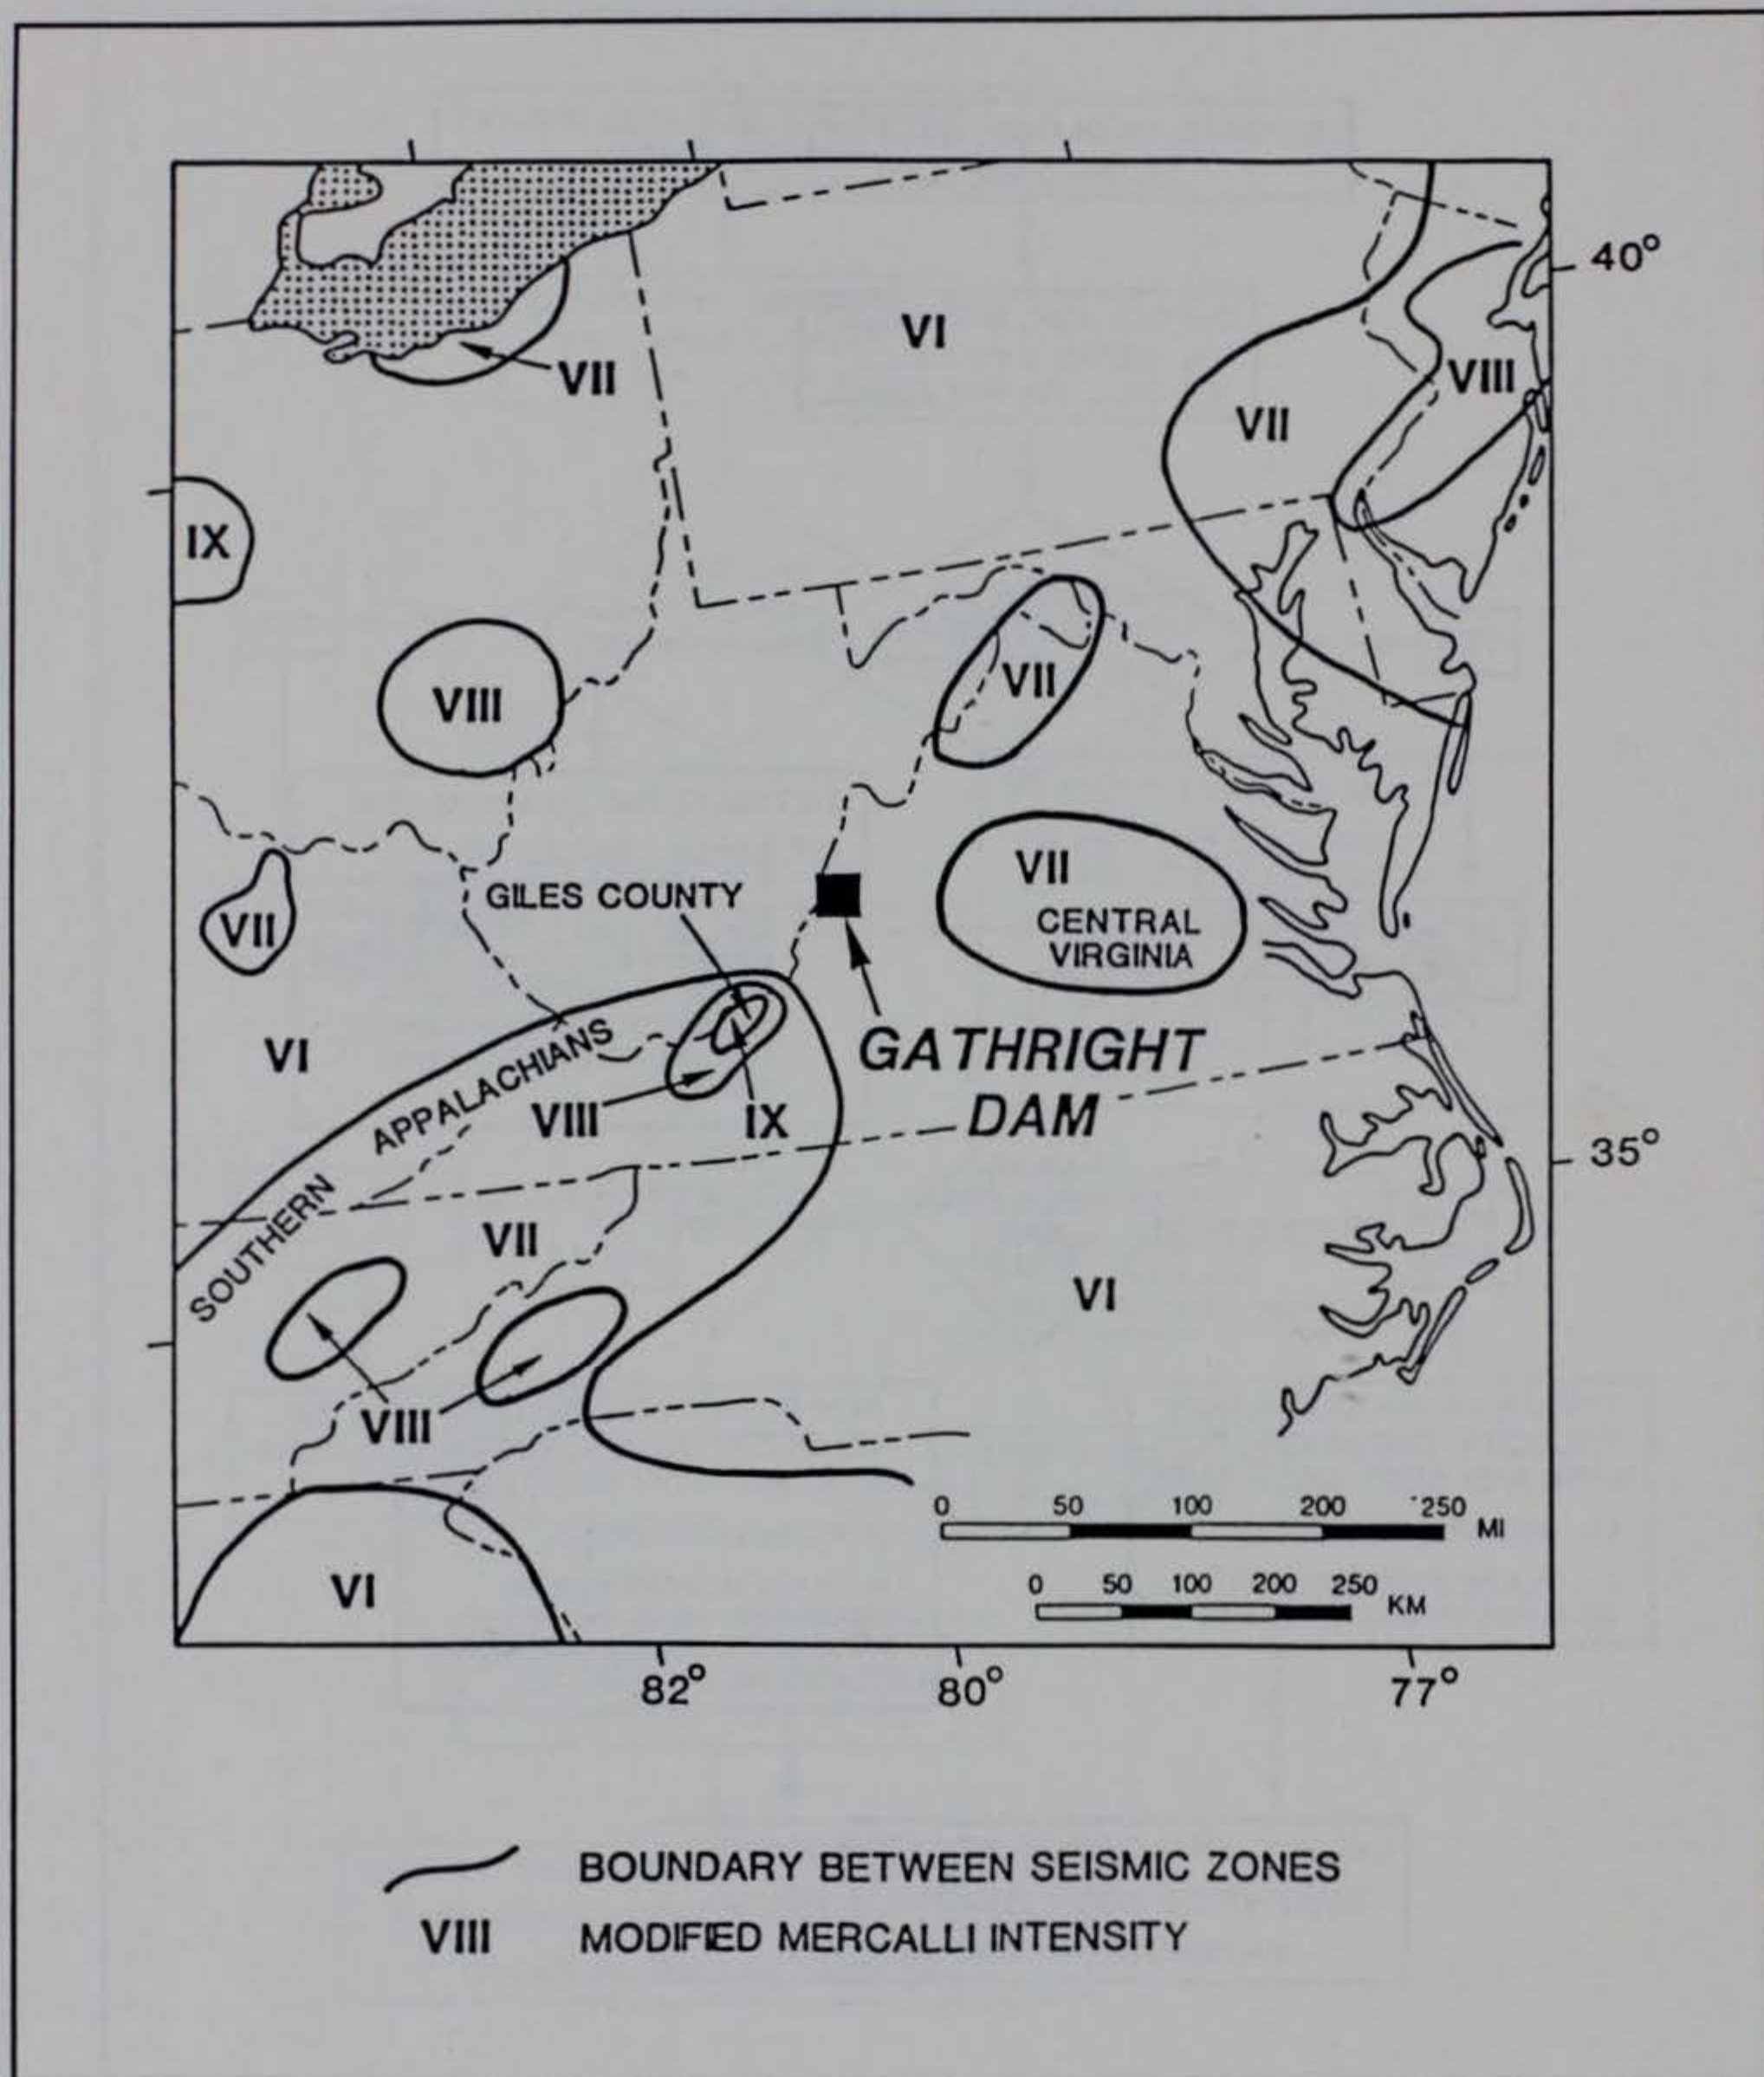 40°
VI
VII
VIII
VII
IX
VIII
VII
VII
GILES COUNTY
VII
CENTRAL
VIRGINIA
VI
APPALACHIANS
GATHRIGHT
DAM
VIII
IX
35°
SOUTHERN
VII
VI
VIII
VI
0 50 100 200 250 MI
0 50 100 200 250 KM
82° 80° 77°
BOUNDARY BETWEEN SEISMIC ZONES
VIII MODIFIED MERCALLI INTENSITY